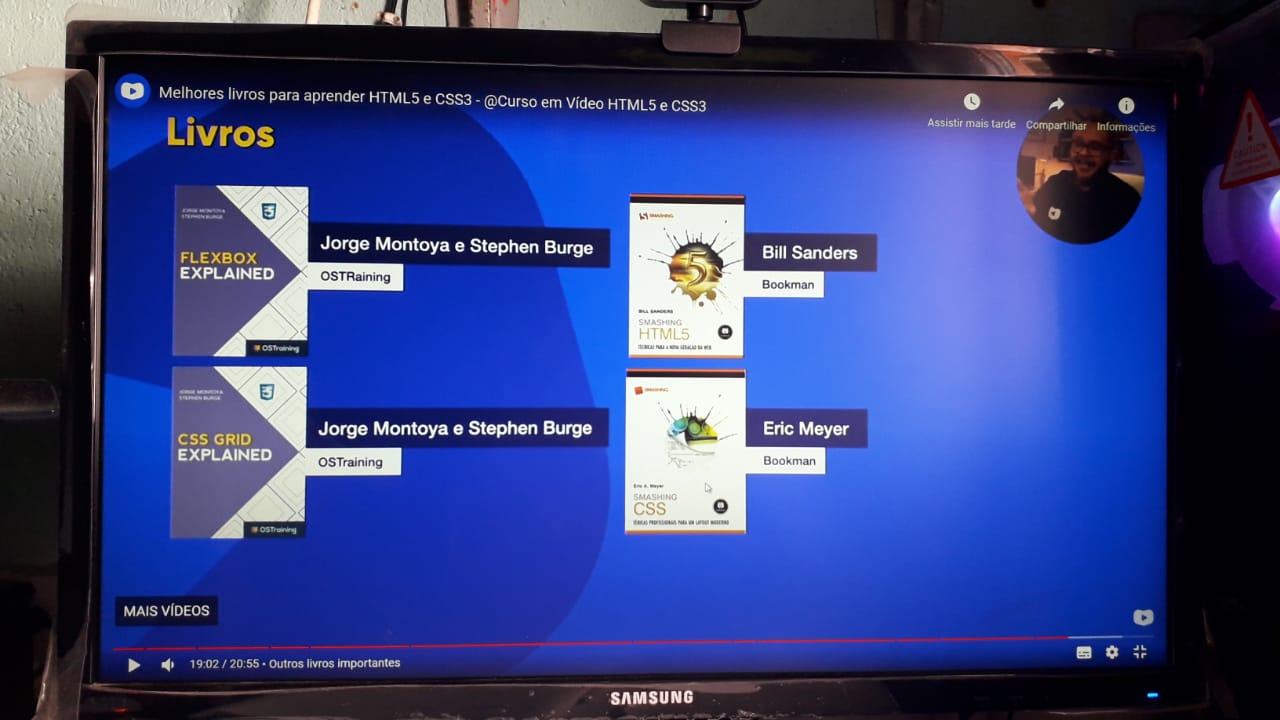 Melhores livros para aprender HTML5 e CSS3 - @Curso em Vídeo HTML5 e CSS3
Assistir mais tarde
Compartilhar
Informações
Livros
JORGE MONTOYA
STEPHEN BURGE
FLEXBOX
EXPLAINED
OSTraining
Jorge Montoya e Stephen Burge
OSTRaining
SMASHING
5
BILL SANDERS
SMASHING
HTML5
TÉCNICAS PARA A NOVA GERAÇÃO DA WEB
Bill Sanders
Bookman
JORGE MONTOYA
STEPHEN BURGE
CSS GRID
EXPLAINED
OSTraining
Jorge Montoya e Stephen Burge
OSTraining
SMASHING
Eric A. Meyer
SMASHING
CSS
TÉCNICAS PROFISSIONAIS PARA UM LAYOUT MODERNO
Eric Meyer
Bookman
CAUTION
MAIS VÍDEOS
19:02 / 20:55 • Outros livros importantes
SAMSUNG